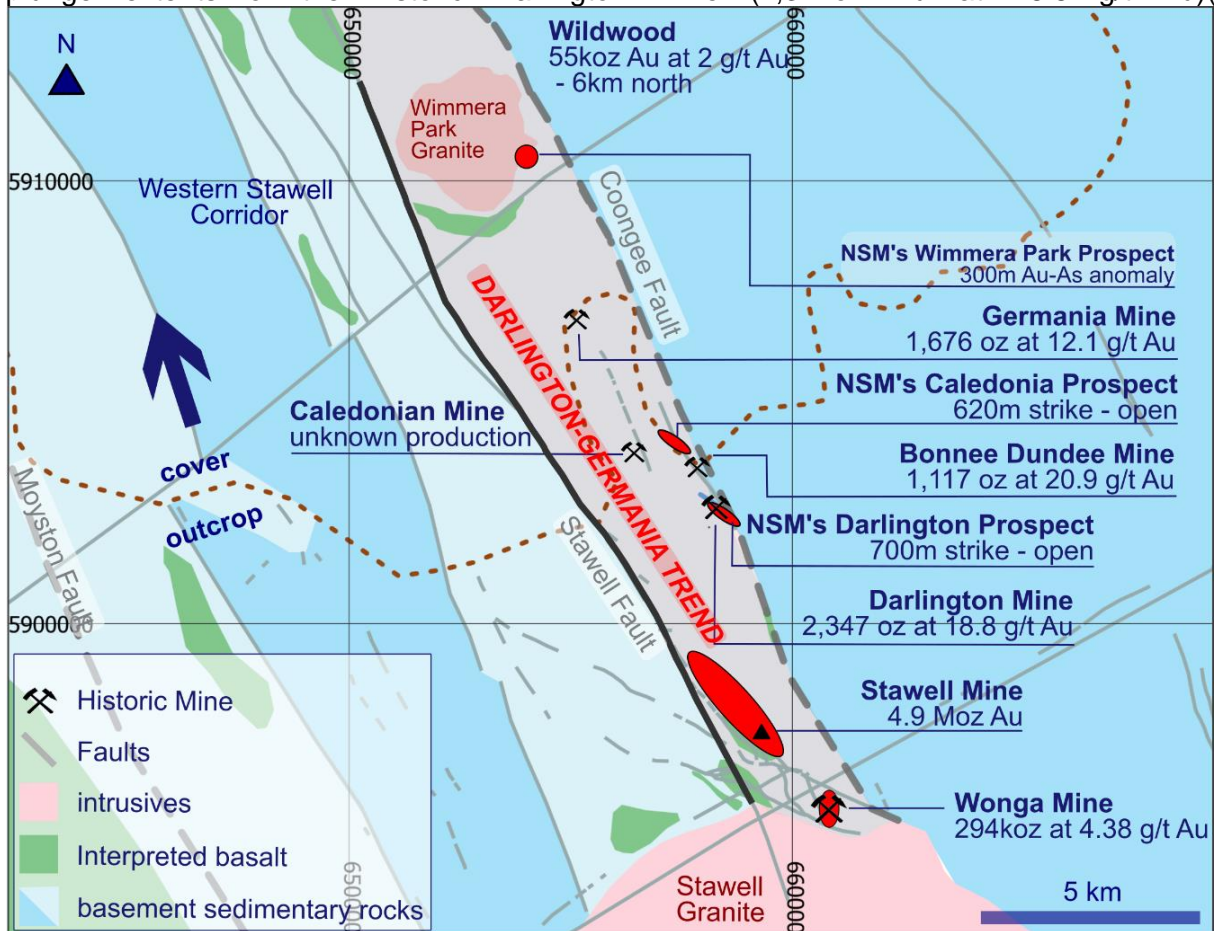 N
650000
660000
Wildwood
55koz Au at 2 g/t Au
- 6km north
Wimmera
Park
Granite
5910000
Western Stawell
Corridor
Coongee Fault
NSM's Wimmera Park Prospect
300m Au-As anomaly
DARLINGTON-GERMANIA TREND
Germania Mine
1,676 oz at 12.1 g/t Au
NSM's Caledonia Prospect
620m strike - open
Caledonian Mine
unknown production
Bonnee Dundee Mine
1,117 oz at 20.9 g/t Au
cover
outcrop
Moyston Fault
Stawell Fault
NSM's Darlington Prospect
700m strike - open
Darlington Mine
2,347 oz at 18.8 g/t Au
5900000
Stawell Mine
4.9 Moz Au
Historic Mine
Faults
intrusives
Interpreted basalt
basement sedimentary rocks
Wonga Mine
294koz at 4.38 g/t Au
Stawell
Granite
5 km
650000
660000